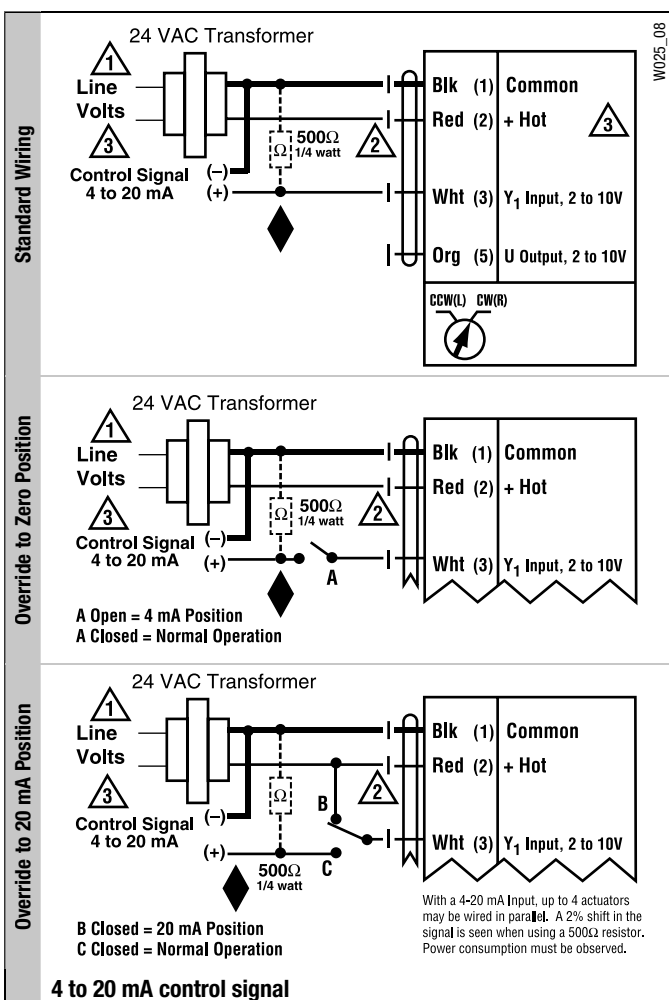 W025_08
Standard Wiring
24 VAC Transformer
1
Line
Volts
3
Control Signal (–)
4 to 20 mA (+)
Ω
500Ω
1/4 watt
2
Blk (1) Common
Red (2) + Hot
3
Wht (3) Y₁ Input, 2 to 10V
Org (5) U Output, 2 to 10V
CCW(L) CW(R)
Override to Zero Position
24 VAC Transformer
1
Line
Volts
3
Control Signal (–)
4 to 20 mA (+)
Ω
500Ω
1/4 watt
2
A
Blk (1) Common
Red (2) + Hot
Wht (3) Y₁ Input, 2 to 10V
A Open = 4 mA Position
A Closed = Normal Operation
Override to 20 mA Position
24 VAC Transformer
1
Line
Volts
3
Control Signal (–)
4 to 20 mA (+)
Ω
500Ω
1/4 watt
2
B
C
Blk (1) Common
Red (2) + Hot
Wht (3) Y₁ Input, 2 to 10V
B Closed = 20 mA Position
C Closed = Normal Operation
With a 4-20 mA Input, up to 4 actuators
may be wired in parallel. A 2% shift in the
signal is seen when using a 500Ω resistor.
Power consumption must be observed.
4 to 20 mA control signal